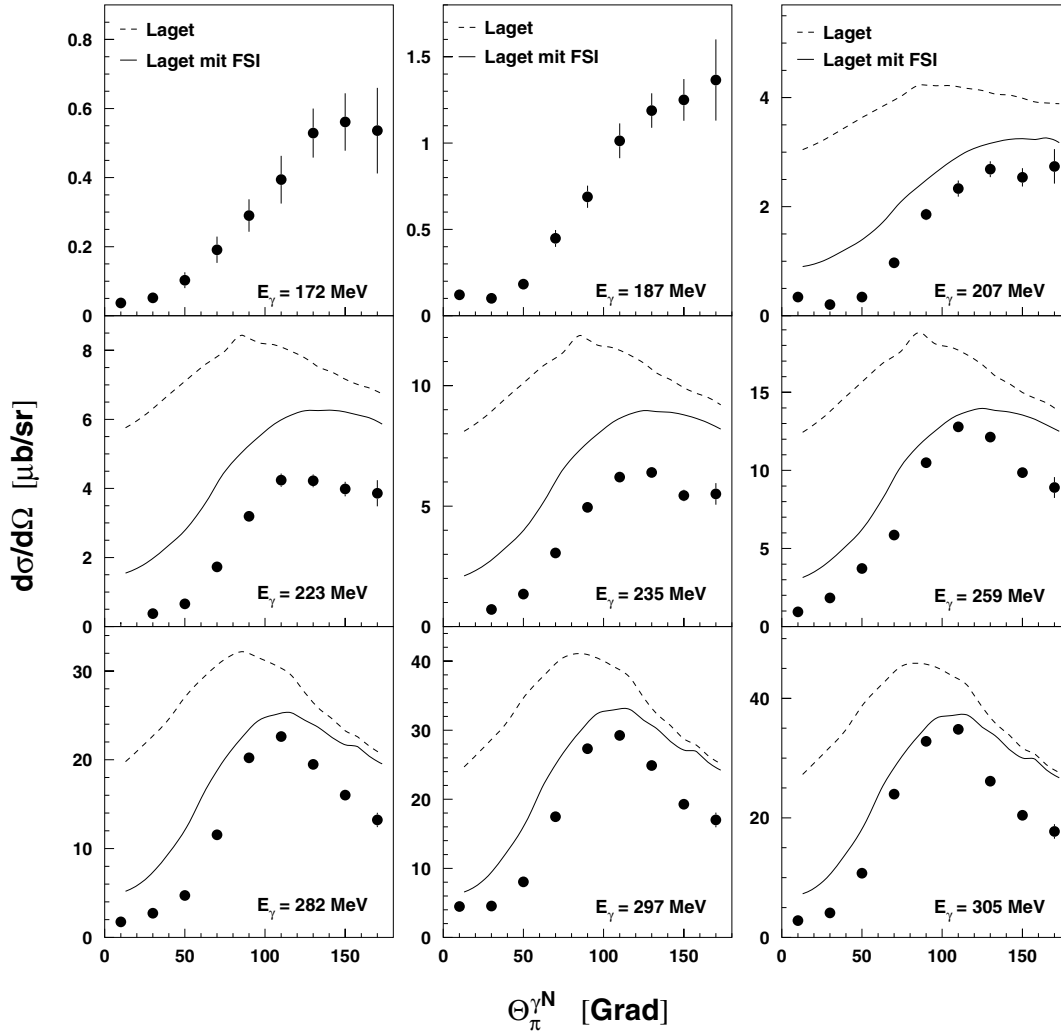 Laget
Laget mit FSI
0.8
0.6
0.4
0.2
0
E_γ = 172 MeV
Laget
Laget mit FSI
1.5
1
0.5
0
E_γ = 187 MeV
Laget
Laget mit FSI
4
2
0
E_γ = 207 MeV
dσ/dΩ [μb/sr]
8
6
4
2
0
E_γ = 223 MeV
10
5
0
E_γ = 235 MeV
15
10
5
0
E_γ = 259 MeV
30
20
10
0
E_γ = 282 MeV
0 50 100 150
40
30
20
10
0
E_γ = 297 MeV
0 50 100 150
40
20
0
E_γ = 305 MeV
0 50 100 150
Θ_π^γN [Grad]